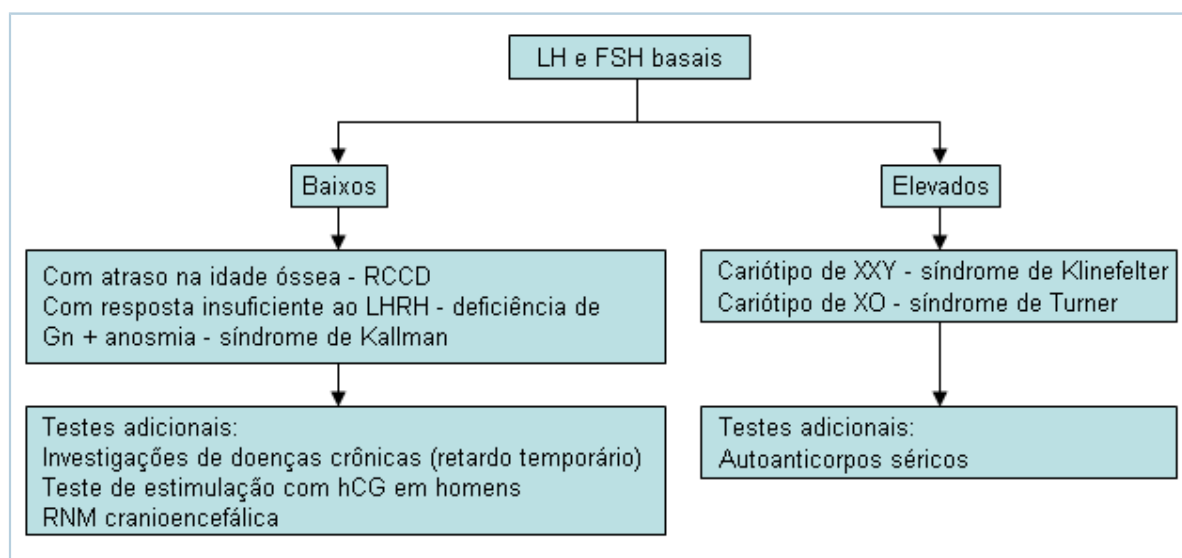 LH e FSH basais
Baixos
Elevados
Com atraso na idade óssea - RCCD
Com resposta insuficiente ao LHRH - deficiência de
Gn + anosmia - síndrome de Kallman
Cariótipo de XXY - síndrome de Klinefelter
Cariótipo de XO - síndrome de Turner
Testes adicionais:
Investigações de doenças crônicas (retardo temporário)
Teste de estimulação com hCG em homens
RNM cranioencefálica
Testes adicionais:
Autoanticorpos séricos